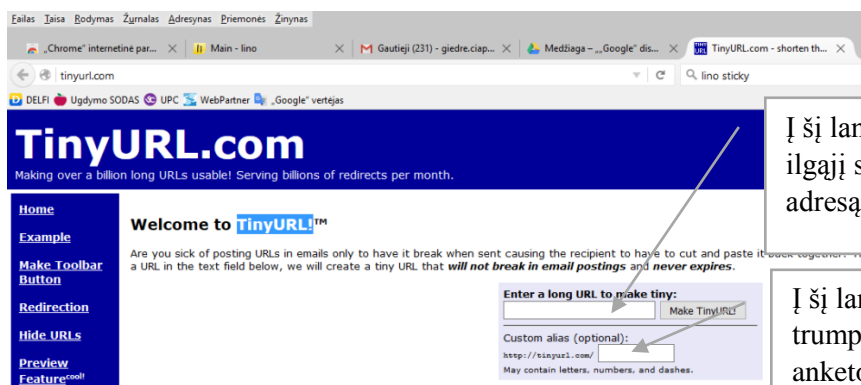 Failas Taisa Rodymas Žurnalas Adresynas Priemonės Žinynas
„Chrome“ internetinė par... Main - lino Gautieji (231) - giedre.ciap... Medžiaga – „„Google“ dis... TinyURL.com - shorten th...
tinyurl.com lino sticky
DELFI Ugdymo SODAS UPC WebPartner „Google“ vertėjas
TinyURL.com
Making over a billion long URLs usable! Serving billions of redirects per month.
Home
Example
Make Toolbar
Button
Redirection
Hide URLs
Preview
Feature cool!
Welcome to TinyURL!™
Are you sick of posting URLs in emails only to have it break when sent causing the recipient to have to cut and paste it back together?
a URL in the text field below, we will create a tiny URL that will not break in email postings and never expires.
Enter a long URL to make tiny:
Make TinyURL!
Custom alias (optional):
http://tinyurl.com/
May contain letters, numbers, and dashes.
Į šį
ilgąjį
adresą
Į šį